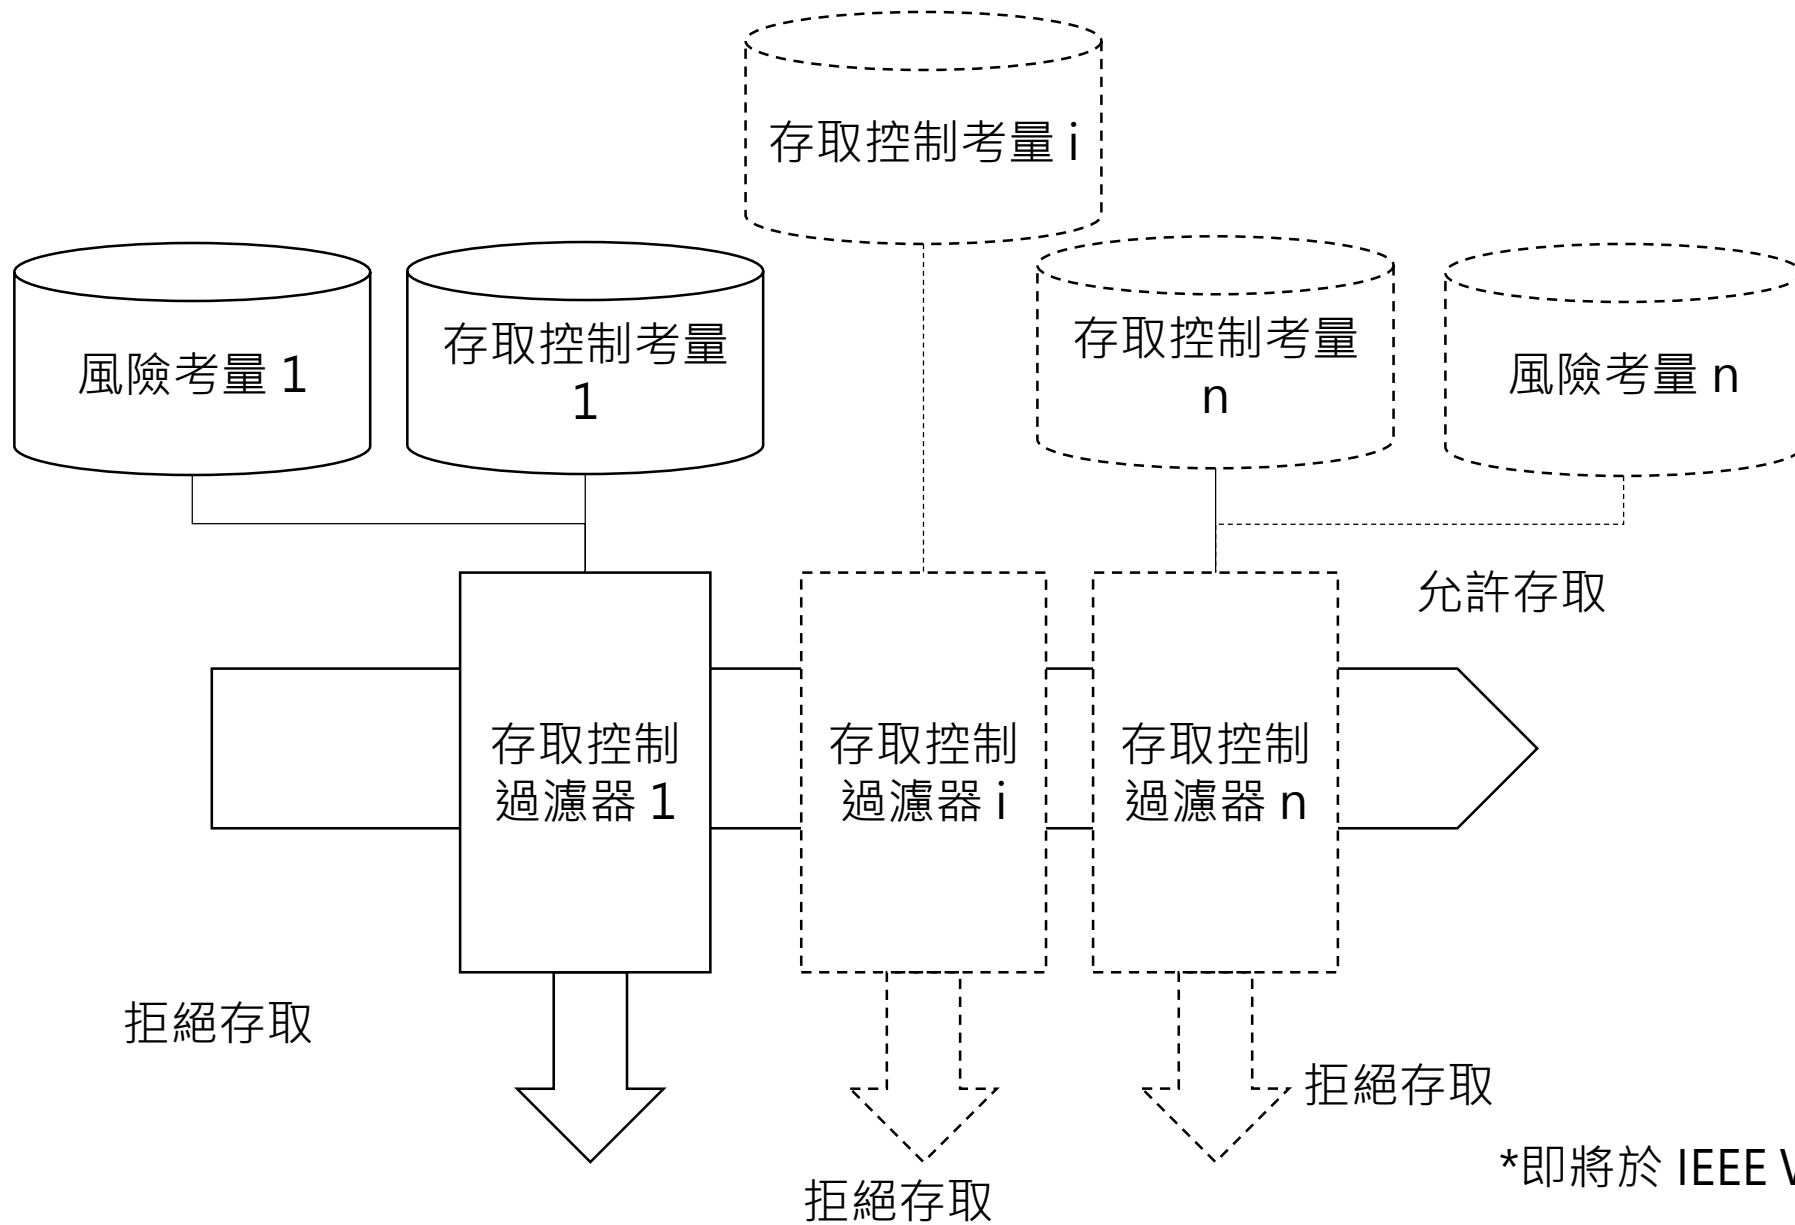 存取控制考量 i
風險考量 1
存取控制考量
1
存取控制考量
n
風險考量 n
允許存取
存取控制
過濾器 1
存取控制
過濾器 i
存取控制
過濾器 n
拒絕存取
拒絕存取
拒絕存取
*即將於 IEEE V